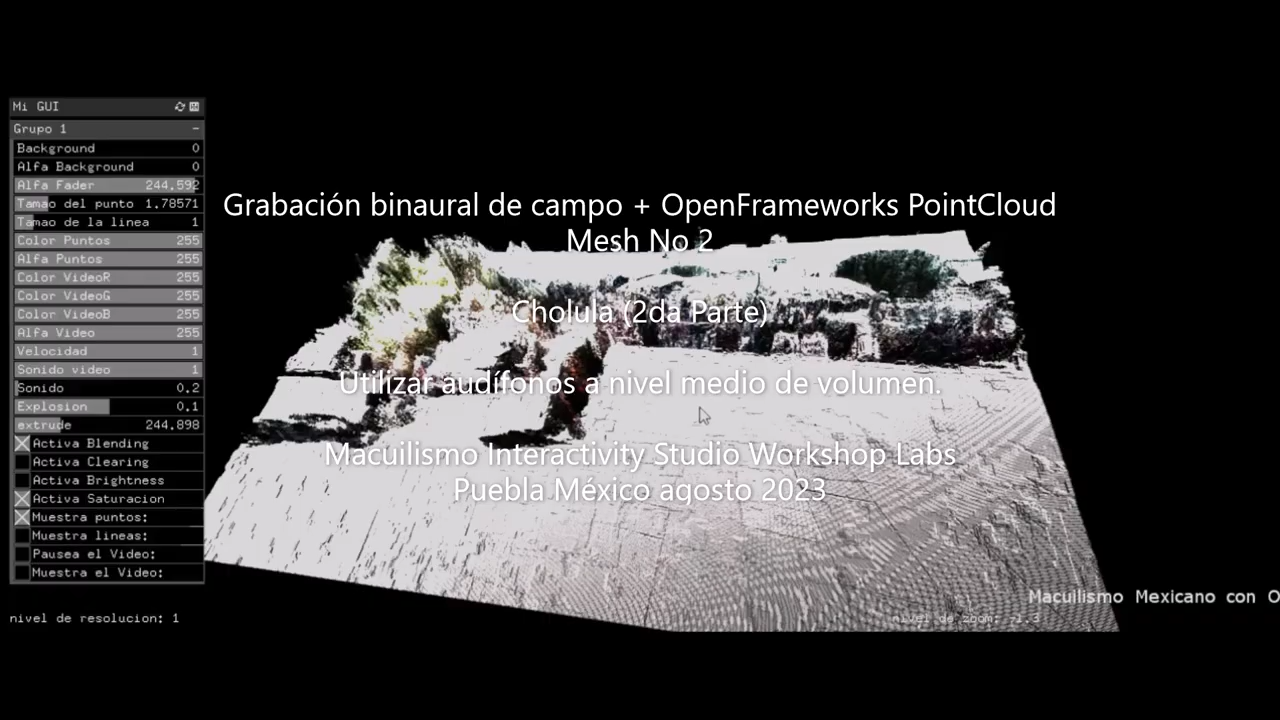 Mi GUI
Grupo 1 -
Background 0
Alfa Background 0
Alfa Fader 244.592
Tamao del punto 1.78571
Tamao de la linea 1
Color Puntos 255
Alfa Puntos 255
Color VideoR 255
Color VideoG 255
Color VideoB 255
Alfa Video 255
Velocidad 1
Sonido video 1
Sonido 0.2
Explosion 0.1
extrude 244.898
Activa Blending
Activa Clearing
Activa Brightness
Activa Saturacion
Muestra puntos:
Muestra lineas:
Pausea el Video:
Muestra el Video:
nivel de resolucion: 1
Grabación binaural de campo + OpenFrameworks PointCloud
Mesh No 2
Cholula (2da Parte)
Utilizar audífonos a nivel medio de volumen.
Macuilismo Interactivity Studio Workshop Labs
Puebla México agosto 2023
Macuilismo Mexicano con O
nivel de zoom: -1.3